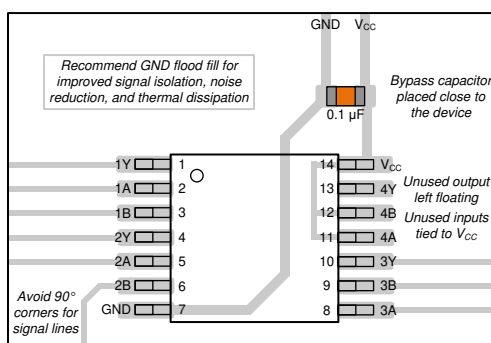 GND VCC
Recommend GND flood fill for
improved signal isolation, noise
reduction, and thermal dissipation
Bypass capacitor
placed close to
the device
0.1 µF
1Y 1 14 VCC
1A 2 13 4Y
Unused output
left floating
1B 3 12 4B
Unused inputs
tied to VCC
2Y 4 11 4A
2A 5 10 3Y
2B 6 9 3B
GND 7 8 3A
Avoid 90°
corners for
signal lines